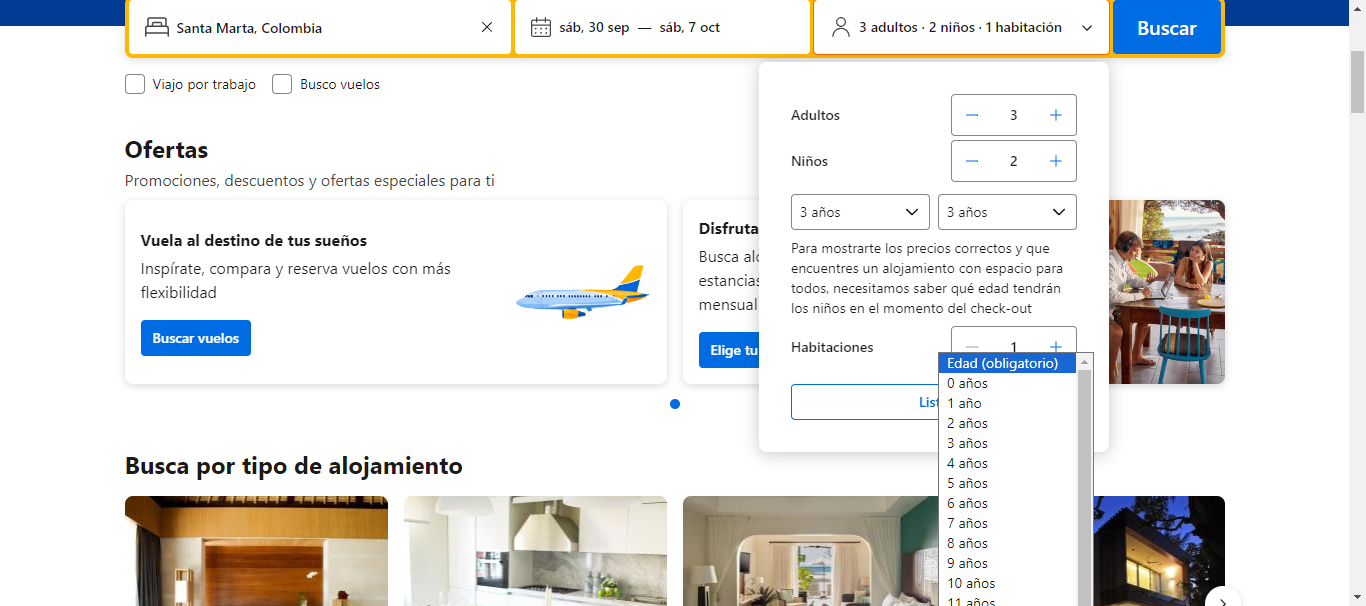 Santa Marta, Colombia
sáb, 30 sep — sáb, 7 oct
3 adultos · 2 niños · 1 habitación
Buscar
Viajo por trabajo
Busco vuelos
Adultos
3
Niños
2
3 años
3 años
Para mostrarte los precios correctos y que
encuentres un alojamiento con espacio para
todos, necesitamos saber qué edad tendrán
los niños en el momento del check-out
Habitaciones
1
List
Edad (obligatorio)
0 años
1 año
2 años
3 años
4 años
5 años
6 años
7 años
8 años
9 años
10 años
11 años
Ofertas
Promociones, descuentos y ofertas especiales para ti
Vuela al destino de tus sueños
Inspírate, compara y reserva vuelos con más
flexibilidad
Buscar vuelos
Disfruta
Busca alo
estancias
mensual
Elige tu
Busca por tipo de alojamiento